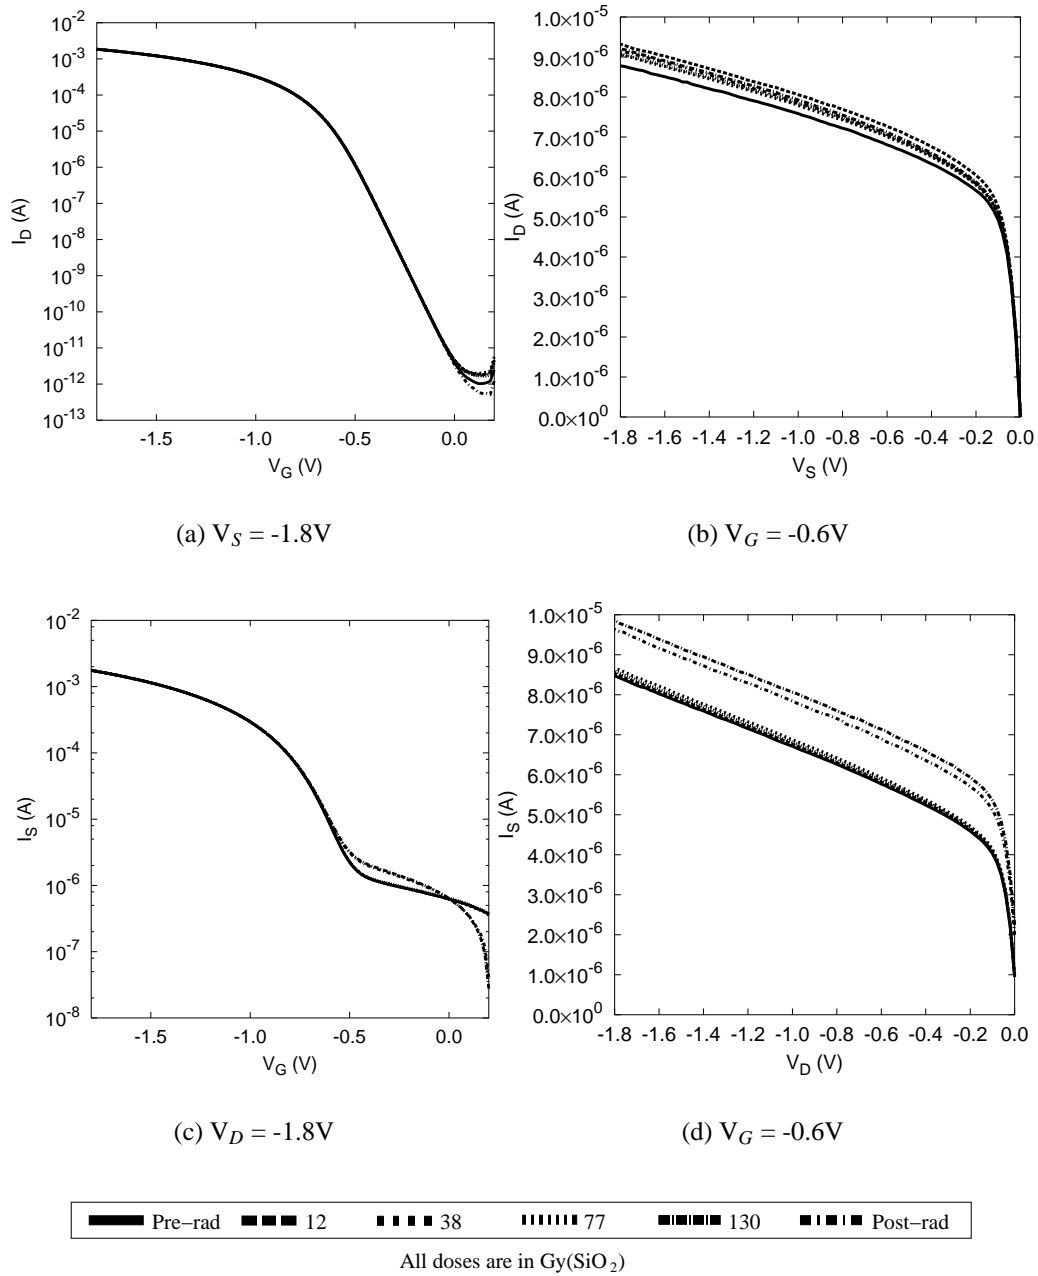 10⁻²
10⁻³
10⁻⁴
10⁻⁵
10⁻⁶
10⁻⁷
10⁻⁸
10⁻⁹
10⁻¹⁰
10⁻¹¹
10⁻¹²
10⁻¹³
I_D (A)
-1.5 -1.0 -0.5 0.0
V_G (V)
(a) V_S = -1.8V
1.0×10⁻⁵
9.0×10⁻⁶
8.0×10⁻⁶
7.0×10⁻⁶
6.0×10⁻⁶
5.0×10⁻⁶
4.0×10⁻⁶
3.0×10⁻⁶
2.0×10⁻⁶
1.0×10⁻⁶
0.0×10⁰
I_D (A)
-1.8 -1.6 -1.4 -1.2 -1.0 -0.8 -0.6 -0.4 -0.2 0.0
V_S (V)
(b) V_G = -0.6V
10⁻²
10⁻³
10⁻⁴
10⁻⁵
10⁻⁶
10⁻⁷
10⁻⁸
I_S (A)
-1.5 -1.0 -0.5 0.0
V_G (V)
(c) V_D = -1.8V
1.0×10⁻⁵
9.0×10⁻⁶
8.0×10⁻⁶
7.0×10⁻⁶
6.0×10⁻⁶
5.0×10⁻⁶
4.0×10⁻⁶
3.0×10⁻⁶
2.0×10⁻⁶
1.0×10⁻⁶
0.0×10⁰
I_S (A)
-1.8 -1.6 -1.4 -1.2 -1.0 -0.8 -0.6 -0.4 -0.2 0.0
V_D (V)
(d) V_G = -0.6V
Pre−rad 12 38 77 130 Post−rad
All doses are in Gy(SiO₂)